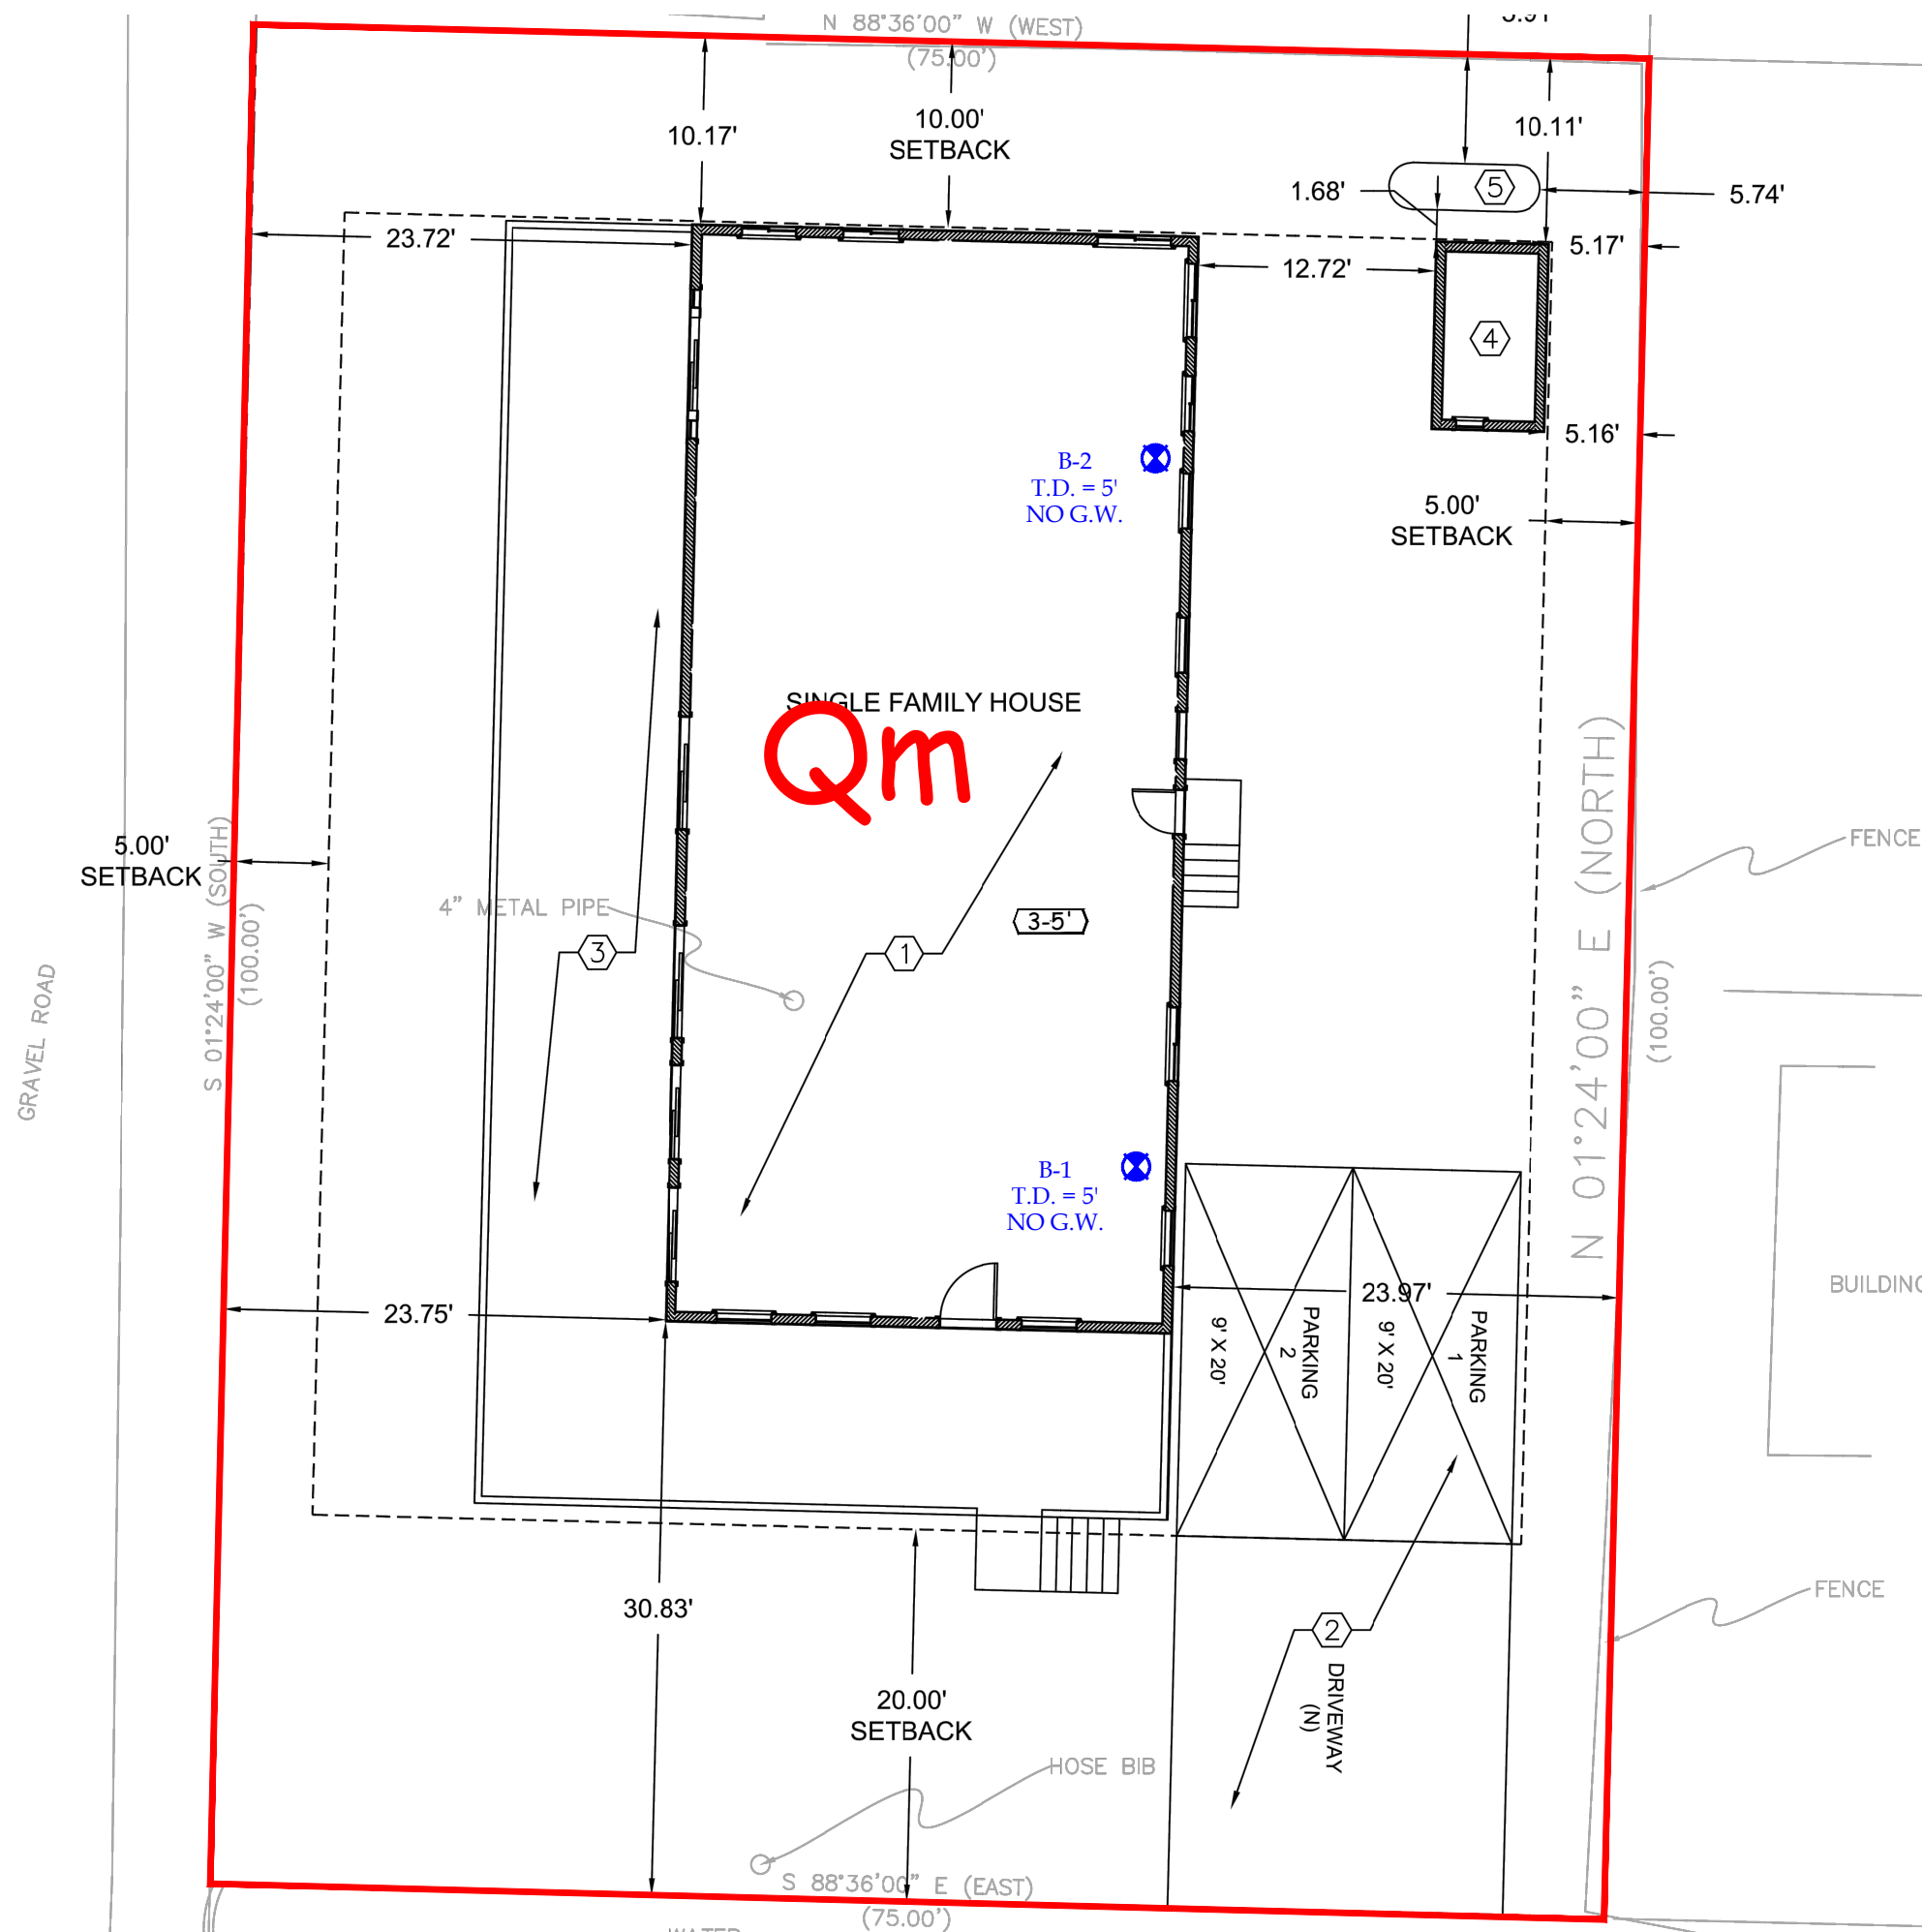 N 88°36'00" W (WEST)
(75.00')
10.17'
10.00'
SETBACK
10.11'
1.68'
5
5.74'
23.72'
5.17'
12.72'
4
5.16'
B-2
T.D. = 5'
NO G.W.
5.00'
SETBACK
SINGLE FAMILY HOUSE
Qm
5.00'
SETBACK
S 01°24'00" W (SOUTH)
(100.00')
GRAVEL ROAD
4" METAL PIPE
3
1
3-5'
N 01°24'00" E (NORTH)
(100.00')
FENCE
B-1
T.D. = 5'
NO G.W.
BUILDING
23.75'
23.97'
PARKING
2
9' X 20'
PARKING
1
9' X 20'
30.83'
FENCE
2
DRIVEWAY
(N)
20.00'
SETBACK
HOSE BIB
S 88°36'00" E (EAST)
(75.00')